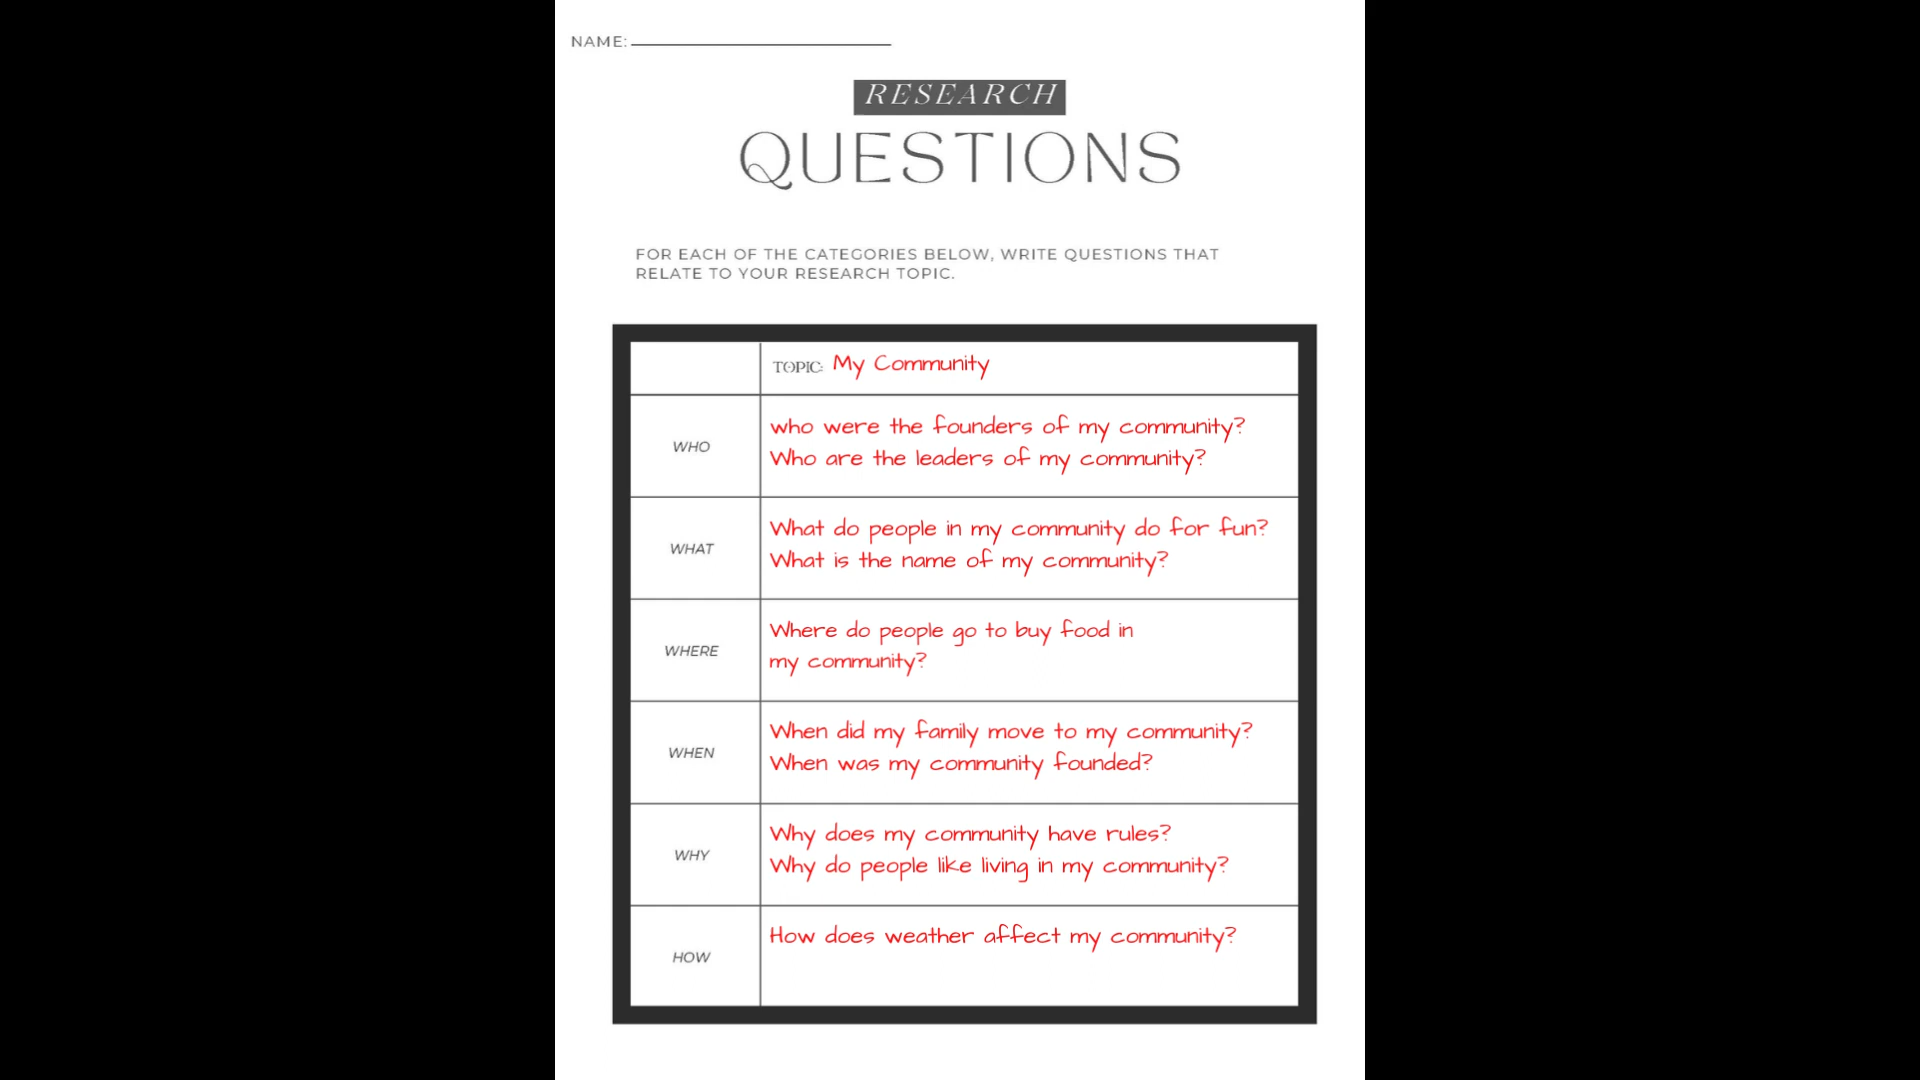 NAME:
RESEARCH
QUESTIONS
FOR EACH OF THE CATEGORIES BELOW, WRITE QUESTIONS THAT
RELATE TO YOUR RESEARCH TOPIC.
TOPIC: My Community
WHO
who were the founders of my community?
Who are the leaders of my community?
WHAT
What do people in my community do for fun?
What is the name of my community?
WHERE
Where do people go to buy food in
my community?
WHEN
When did my family move to my community?
When was my community founded?
WHY
Why does my community have rules?
Why do people like living in my community?
HOW
How does weather affect my community?